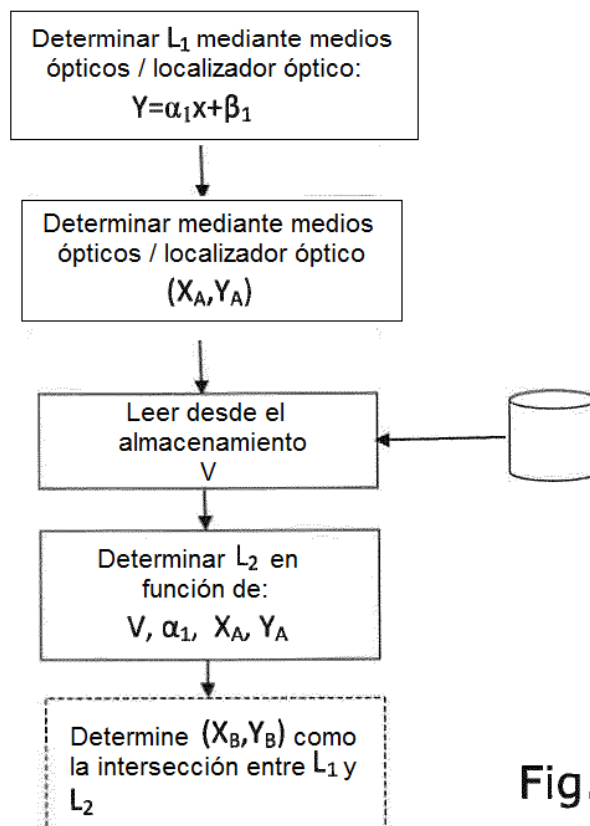 Determinar L₁ mediante medios
ópticos / localizador óptico:
Y=α₁x+β₁
Determinar mediante medios
ópticos / localizador óptico
(X_A,Y_A)
Leer desde el
almacenamiento
V
Determinar L₂ en
función de:
V, α₁, X_A, Y_A
Determine (X_B,Y_B) como
la intersección entre L₁ y
L₂
Fig.